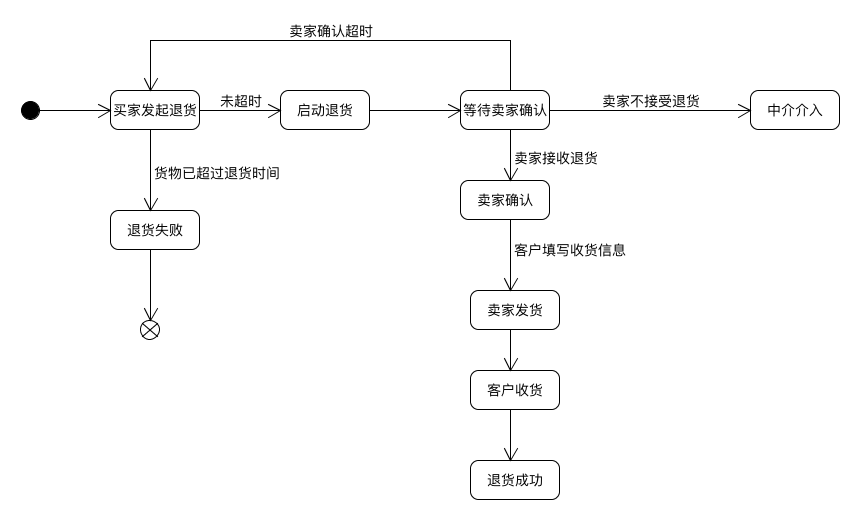 卖家确认超时
买家发起退货
未超时
启动退货
等待卖家确认
卖家不接受退货
中介介入
货物已超过退货时间
卖家接收退货
退货失败
卖家确认
客户填写收货信息
卖家发货
客户收货
退货成功